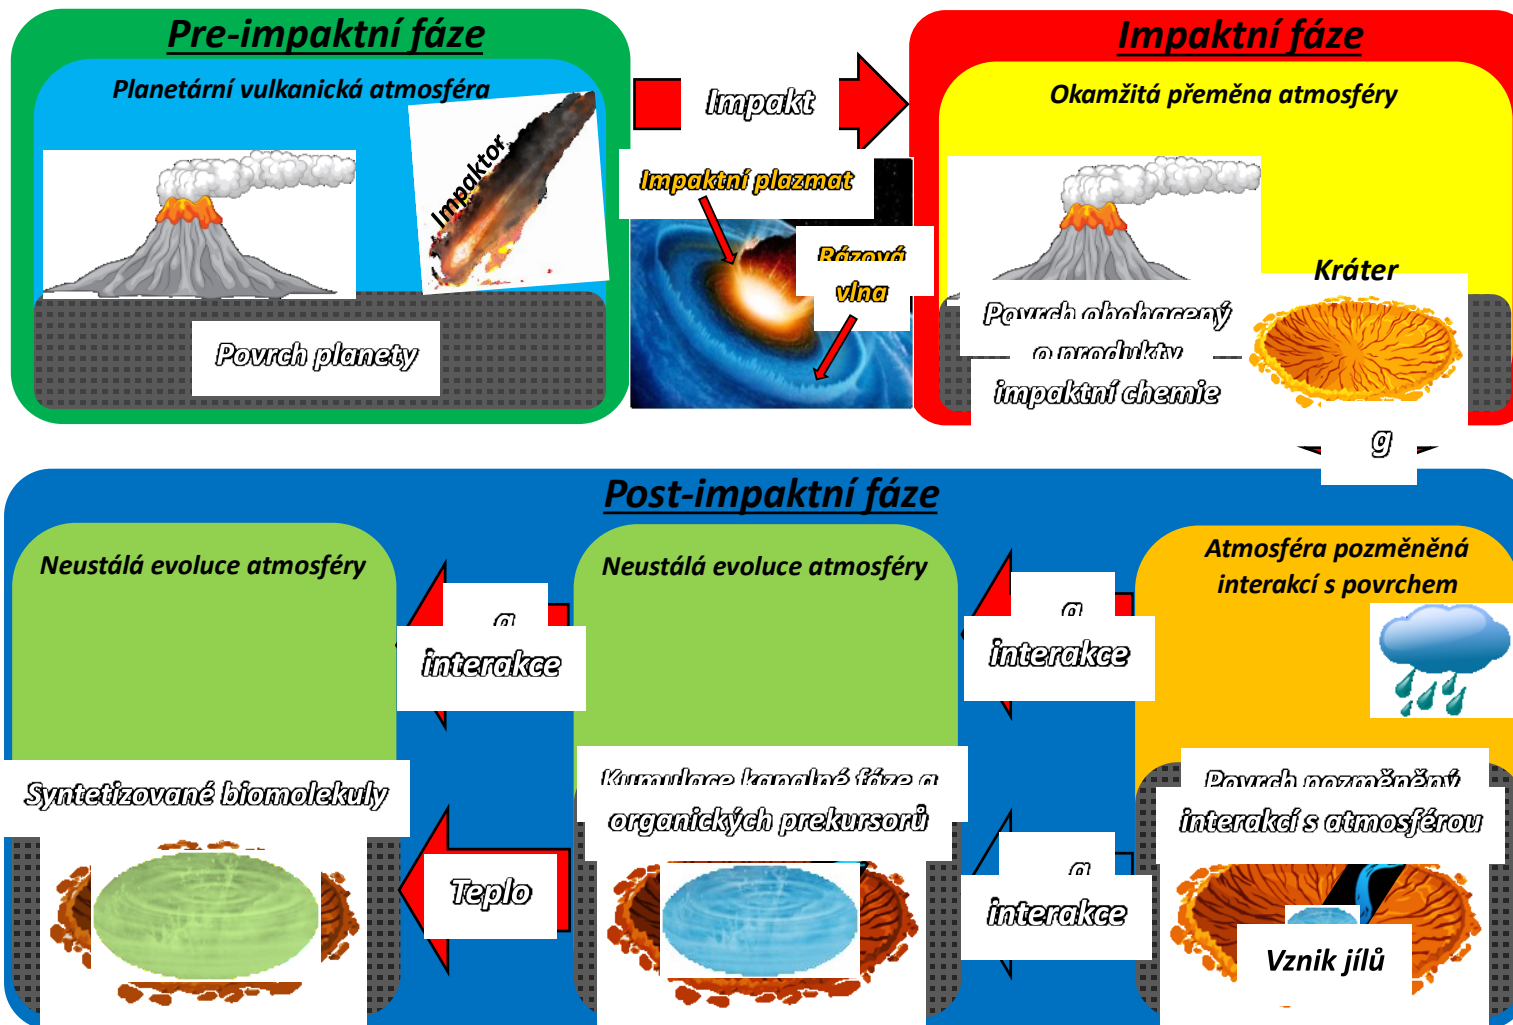 Pre-impaktní fáze
Planetární vulkanická atmosféra
Impaktor
Povrch planety
Impakt
Impaktní plazmat
Rázová
vlna
Impaktní fáze
Okamžitá přeměna atmosféry
Kráter
Povrch obohacený
o produkty
impaktní chemie
g
Post-impaktní fáze
Neustálá evoluce atmosféry
Syntetizované biomolekuly
a
interakce
Teplo
Neustálá evoluce atmosféry
Kumulace kapalné fáze a
organických prekursorů
a
interakce
a
interakce
Atmosféra pozměněná
interakcí s povrchem
Povrch pozměněný
interakcí s atmosférou
Vznik jílů